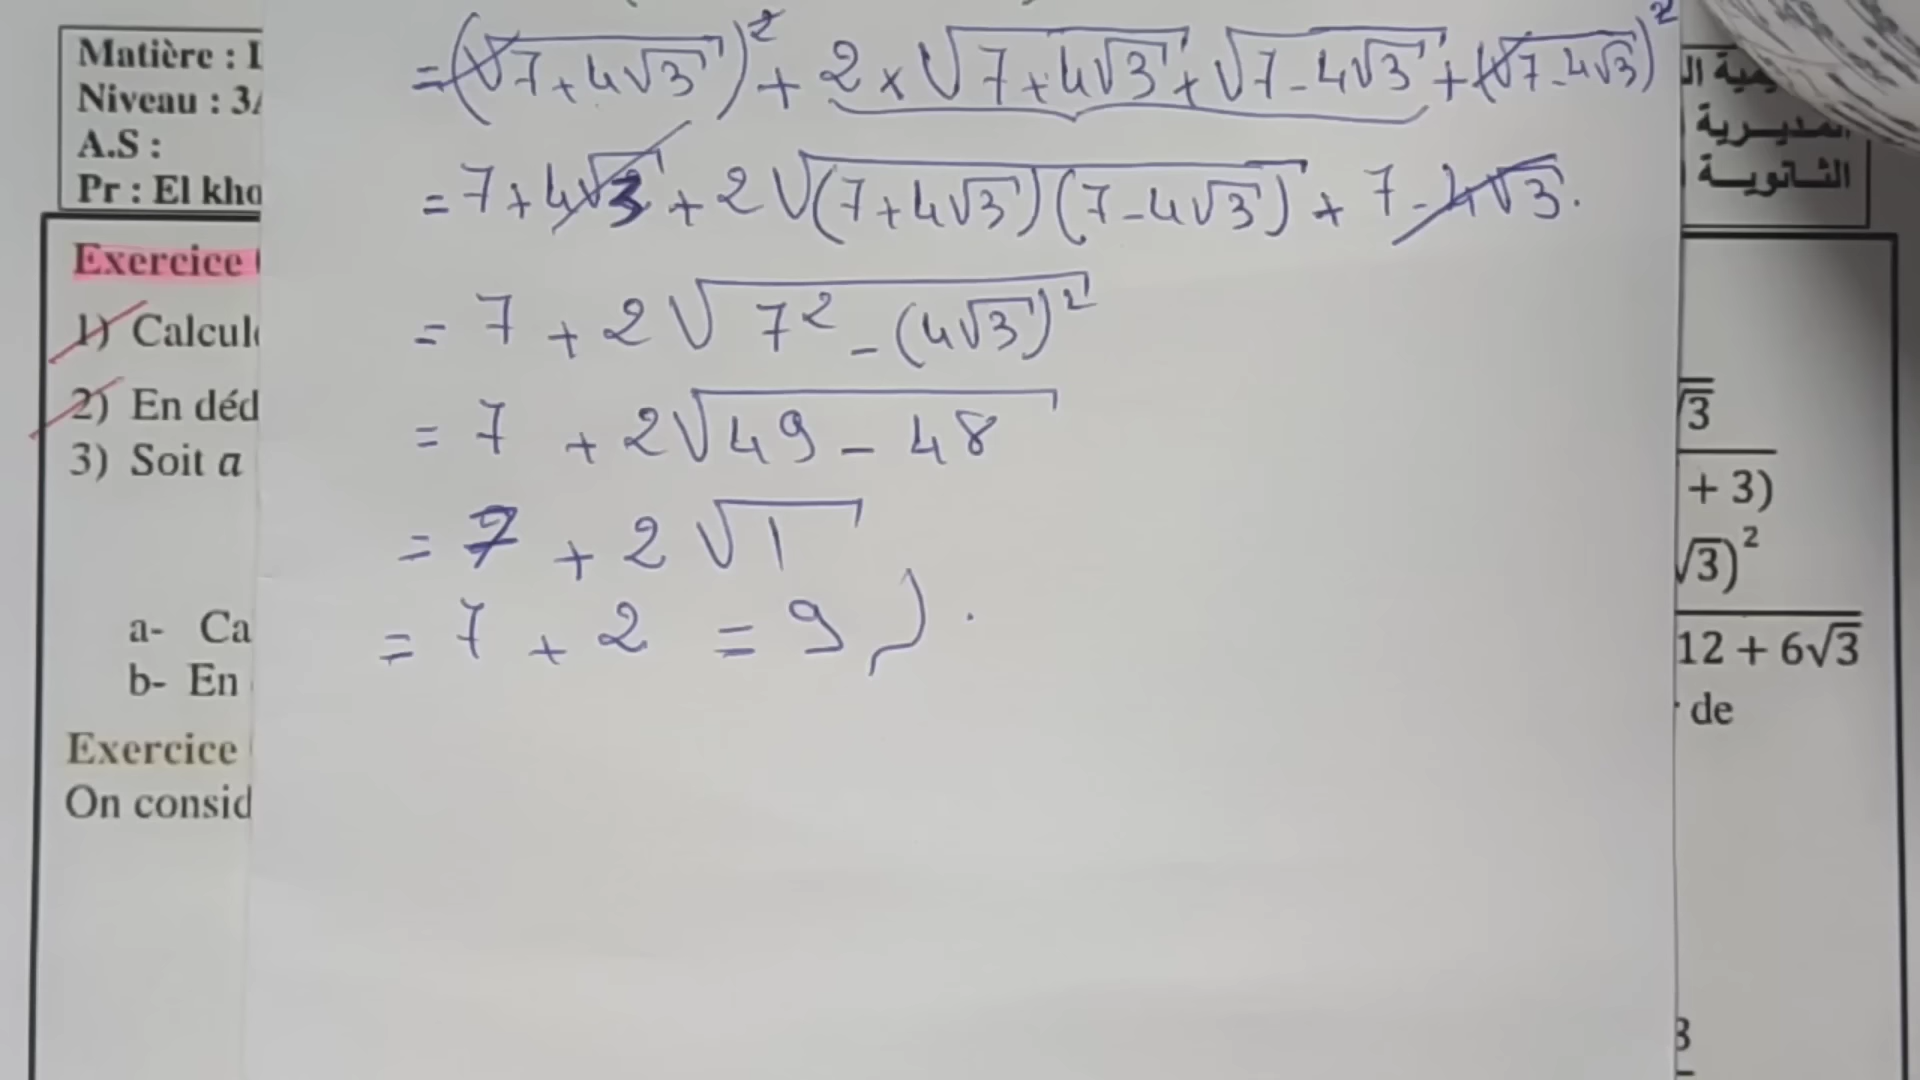 Matière : I
Niveau : 3/
A.S :
Pr : El kho
المديرية
الثانوية
=(√(7+4√3))² + 2×√(7+4√3) + √(7-4√3) + (√(7-4√3))²
= 7+4√3 + 2√((7+4√3)(7-4√3)) + 7-4√3.
= 7 + 2√(7² - (4√3)²)
= 7 + 2√(49 - 48)
= 7 + 2√1
= 7 + 2 = 9
Exercice
1) Calcul
2) En déd
3) Soit a
√3
+ 3)
√3)²
a- Ca
12 + 6√3
b- En
de
Exercice
On consid
3